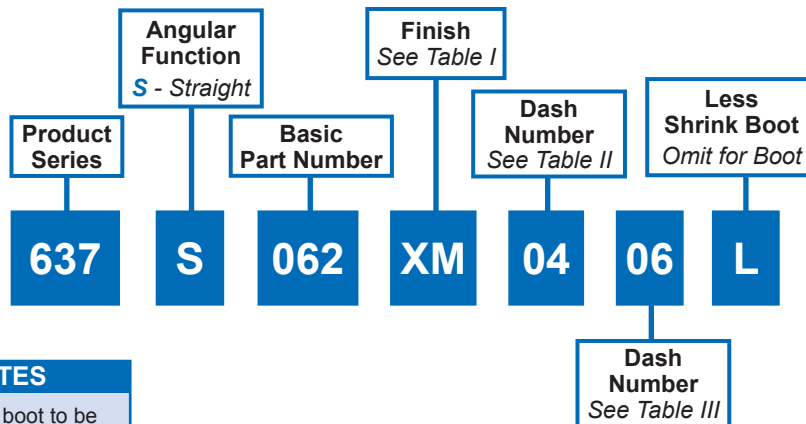 Angular
Function
S - Straight
Finish
See Table I
Product
Series
Basic
Part Number
Dash
Number
See Table II
Less
Shrink Boot
Omit for Boot
637 S 062 XM 04 06 L
Dash
Number
See Table III
TES
boot to be